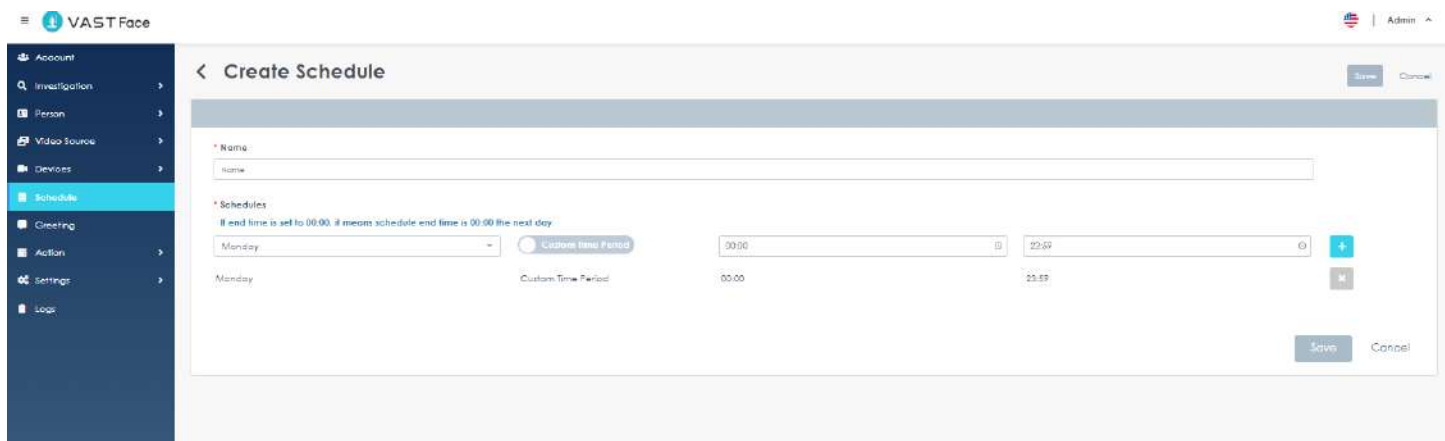 VAST Face
Admin
Account
Investigation
Person
Video Source
Devices
Schedule
Greeting
Action
Settings
Logs
Create Schedule
Save Cancel
* Name
Name
* Schedules
If end time is set to 00:00, it means schedule end time is 00:00 the next day
Monday Custom Time Period 00:00 23:59
Monday Custom Time Period 00:00 23:59
Save Cancel